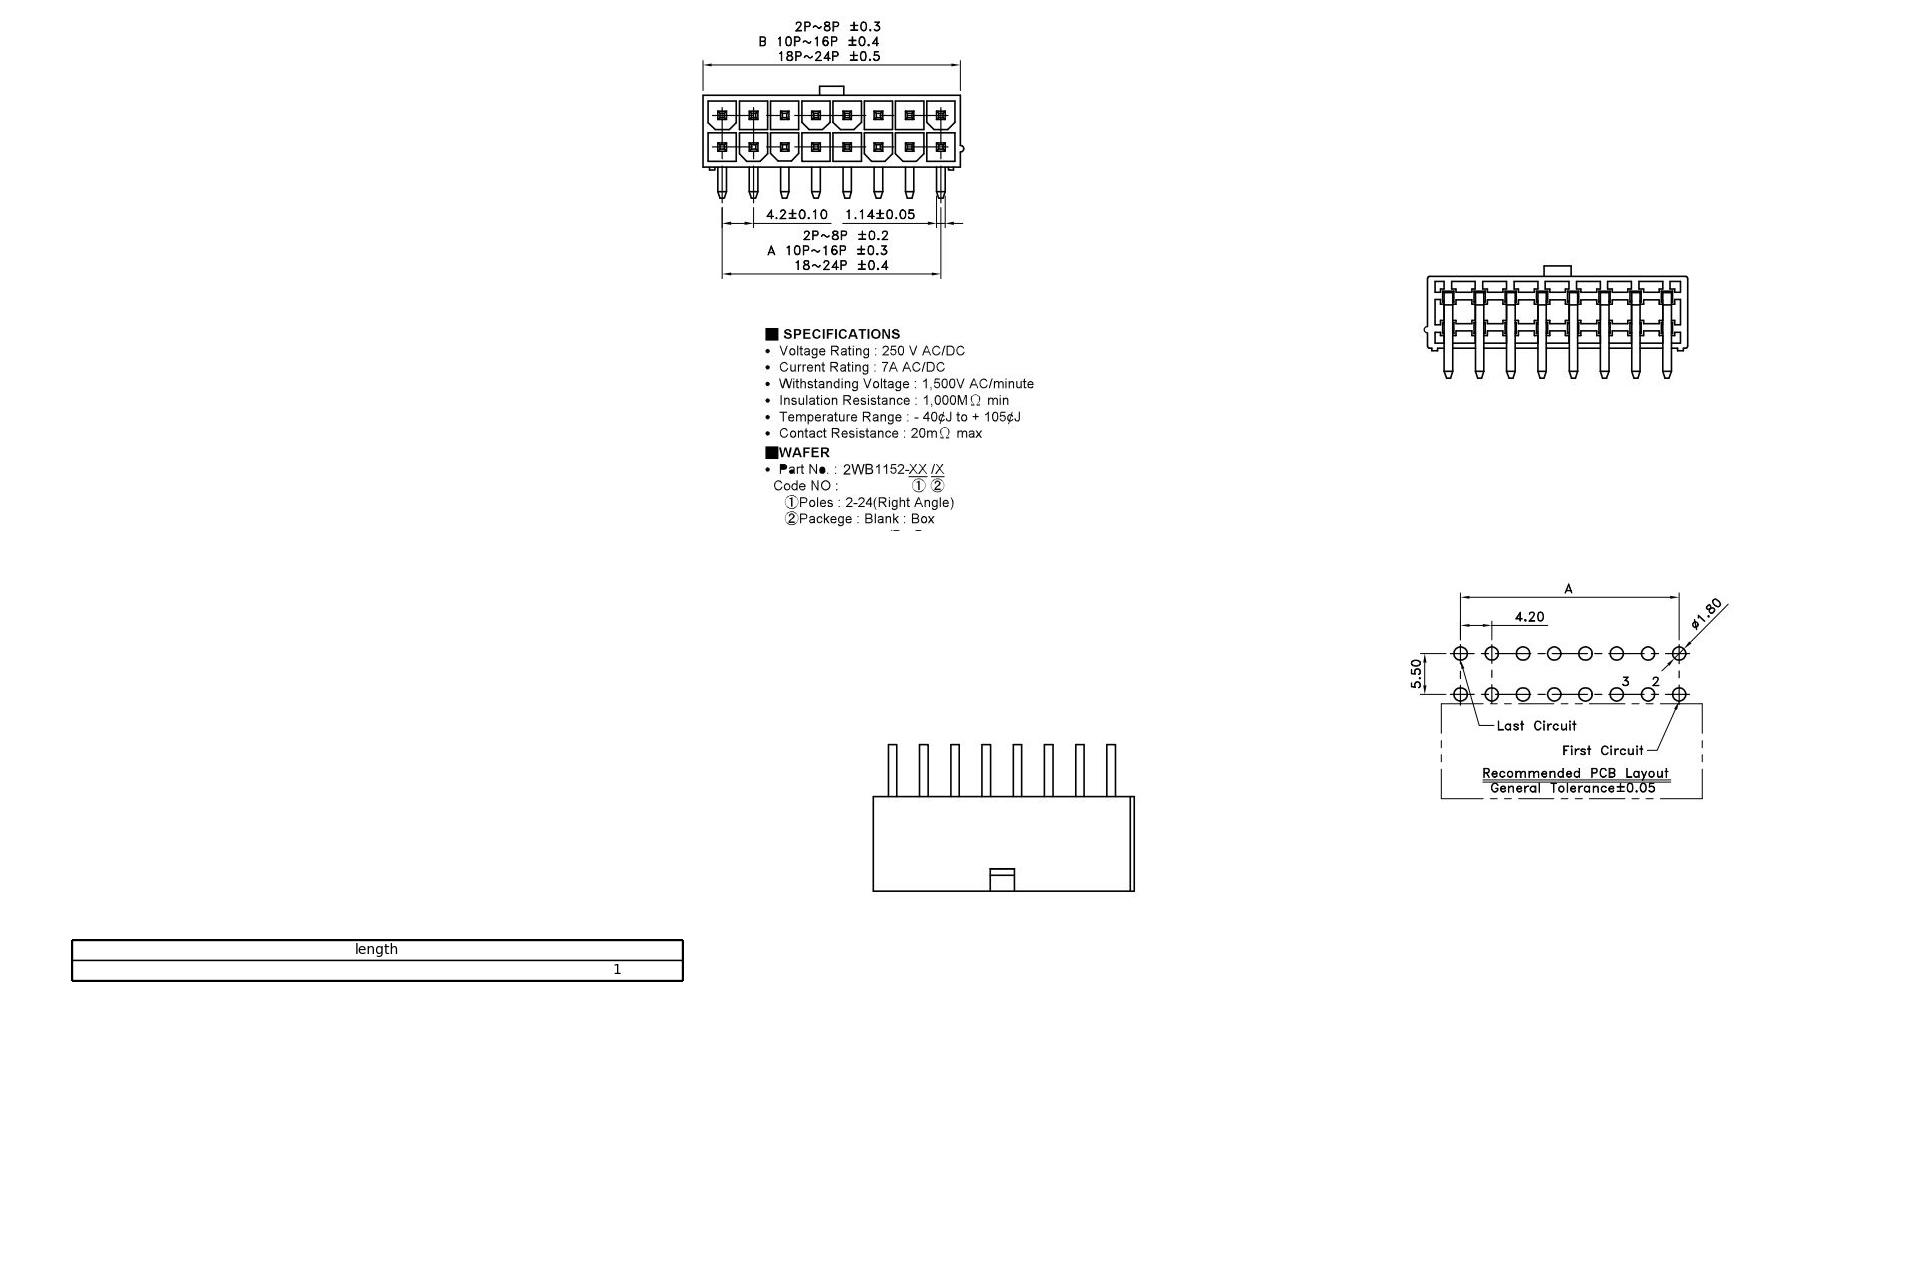 2P~8P ±0.3
B 10P~16P ±0.4
18P~24P ±0.5
4.2±0.10 1.14±0.05
2P~8P ±0.2
A 10P~16P ±0.3
18~24P ±0.4
■ SPECIFICATIONS
• Voltage Rating : 250 V AC/DC
• Current Rating : 7A AC/DC
• Withstanding Voltage : 1,500V AC/minute
• Insulation Resistance : 1,000MΩ min
• Temperature Range : - 40¢J to + 105¢J
• Contact Resistance : 20mΩ max
■WAFER
• Part No. : 2WB1152-XX /X
Code NO : ① ②
①Poles : 2-24(Right Angle)
②Packege : Blank : Box
A
4.20
ø1.80
5.50
3 2
Last Circuit
First Circuit
Recommended PCB Layout
General Tolerance±0.05
length
1